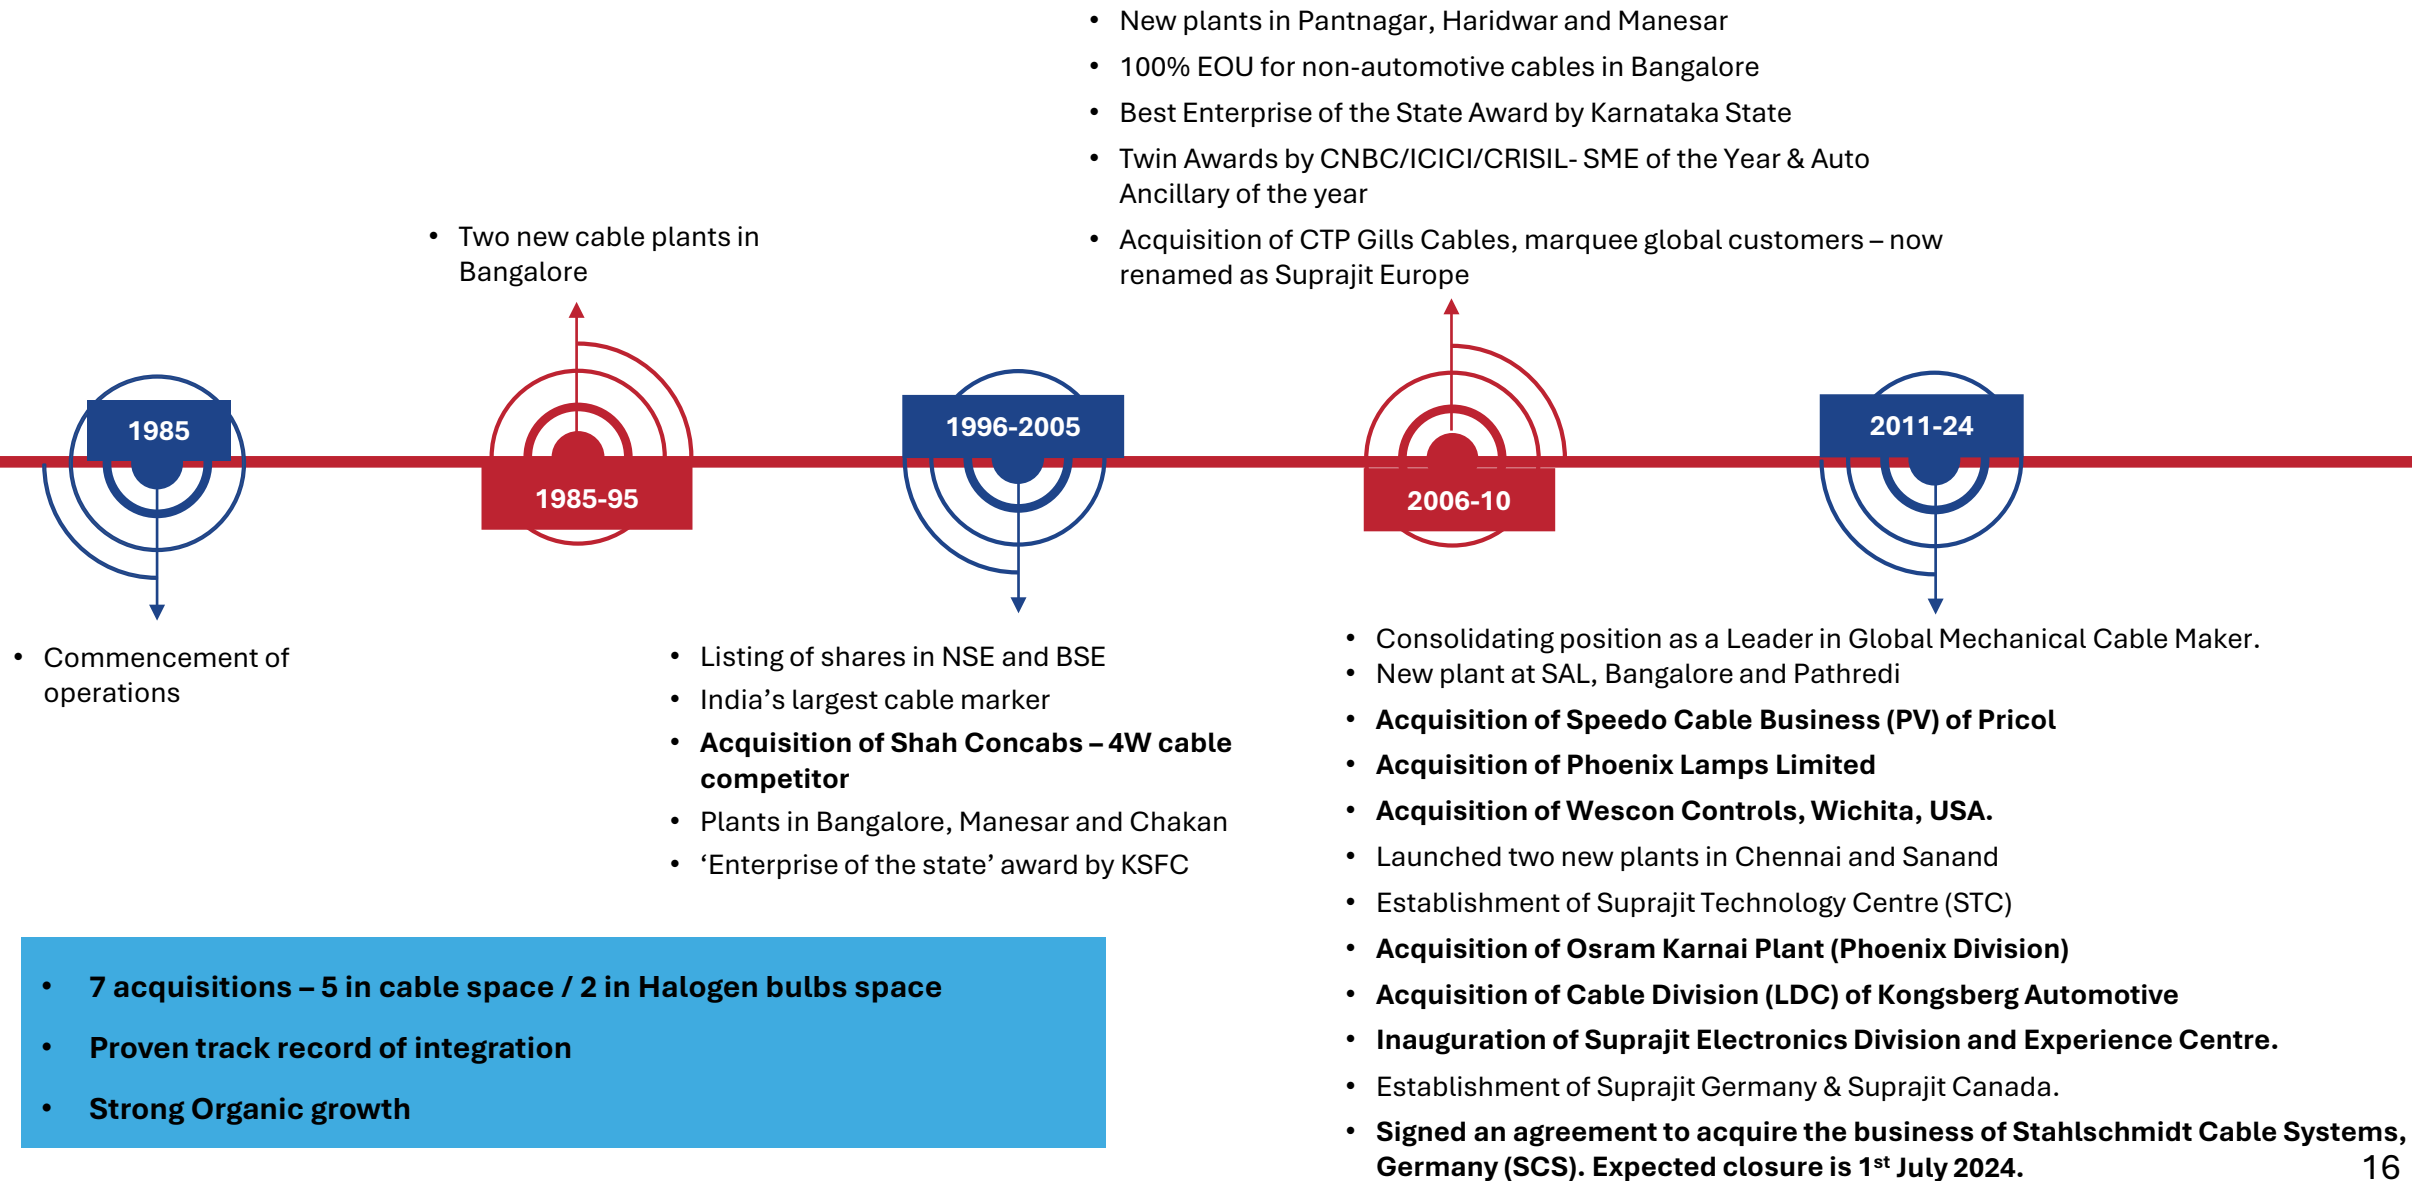 • New plants in Pantnagar, Haridwar and Manesar
• 100% EOU for non-automotive cables in Bangalore
• Best Enterprise of the State Award by Karnataka State
• Twin Awards by CNBC/ICICI/CRISIL- SME of the Year & Auto
Ancillary of the year
• Acquisition of CTP Gills Cables, marquee global customers – now
renamed as Suprajit Europe
• Two new cable plants in
Bangalore
1985
1985-95
1996-2005
2006-10
2011-24
• Commencement of
operations
• Listing of shares in NSE and BSE
• India’s largest cable marker
• Acquisition of Shah Concabs – 4W cable
competitor
• Plants in Bangalore, Manesar and Chakan
• ‘Enterprise of the state’ award by KSFC
• Consolidating position as a Leader in Global Mechanical Cable Maker.
• New plant at SAL, Bangalore and Pathredi
• Acquisition of Speedo Cable Business (PV) of Pricol
• Acquisition of Phoenix Lamps Limited
• Acquisition of Wescon Controls, Wichita, USA.
• Launched two new plants in Chennai and Sanand
• Establishment of Suprajit Technology Centre (STC)
• Acquisition of Osram Karnai Plant (Phoenix Division)
• Acquisition of Cable Division (LDC) of Kongsberg Automotive
• Inauguration of Suprajit Electronics Division and Experience Centre.
• Establishment of Suprajit Germany & Suprajit Canada.
• Signed an agreement to acquire the business of Stahlschmidt Cable Systems,
Germany (SCS). Expected closure is 1st July 2024.
• 7 acquisitions – 5 in cable space / 2 in Halogen bulbs space
• Proven track record of integration
• Strong Organic growth
16